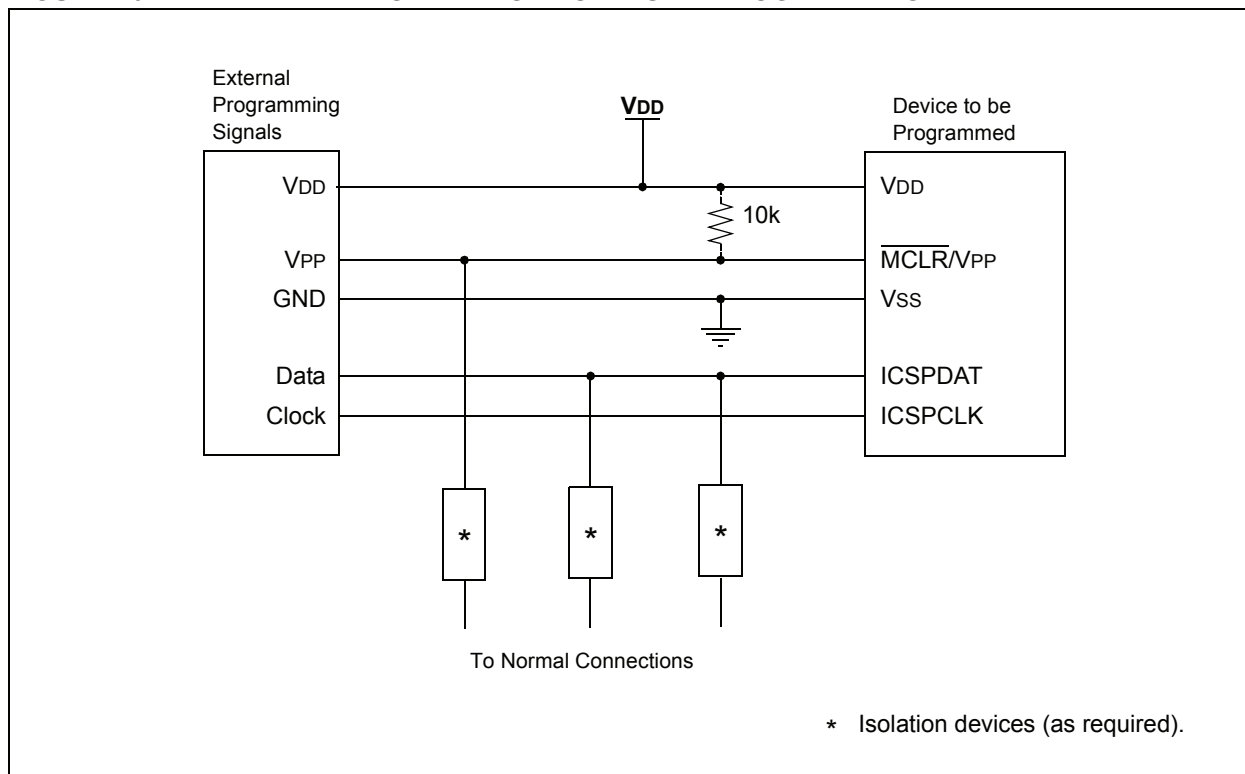 External
Programming
Signals
VDD
Device to be
Programmed
VDD
VDD
10k
VPP
MCLR/VPP
GND
VSS
Data
ICSPDAT
Clock
ICSPCLK
*
*
*
To Normal Connections
* Isolation devices (as required).